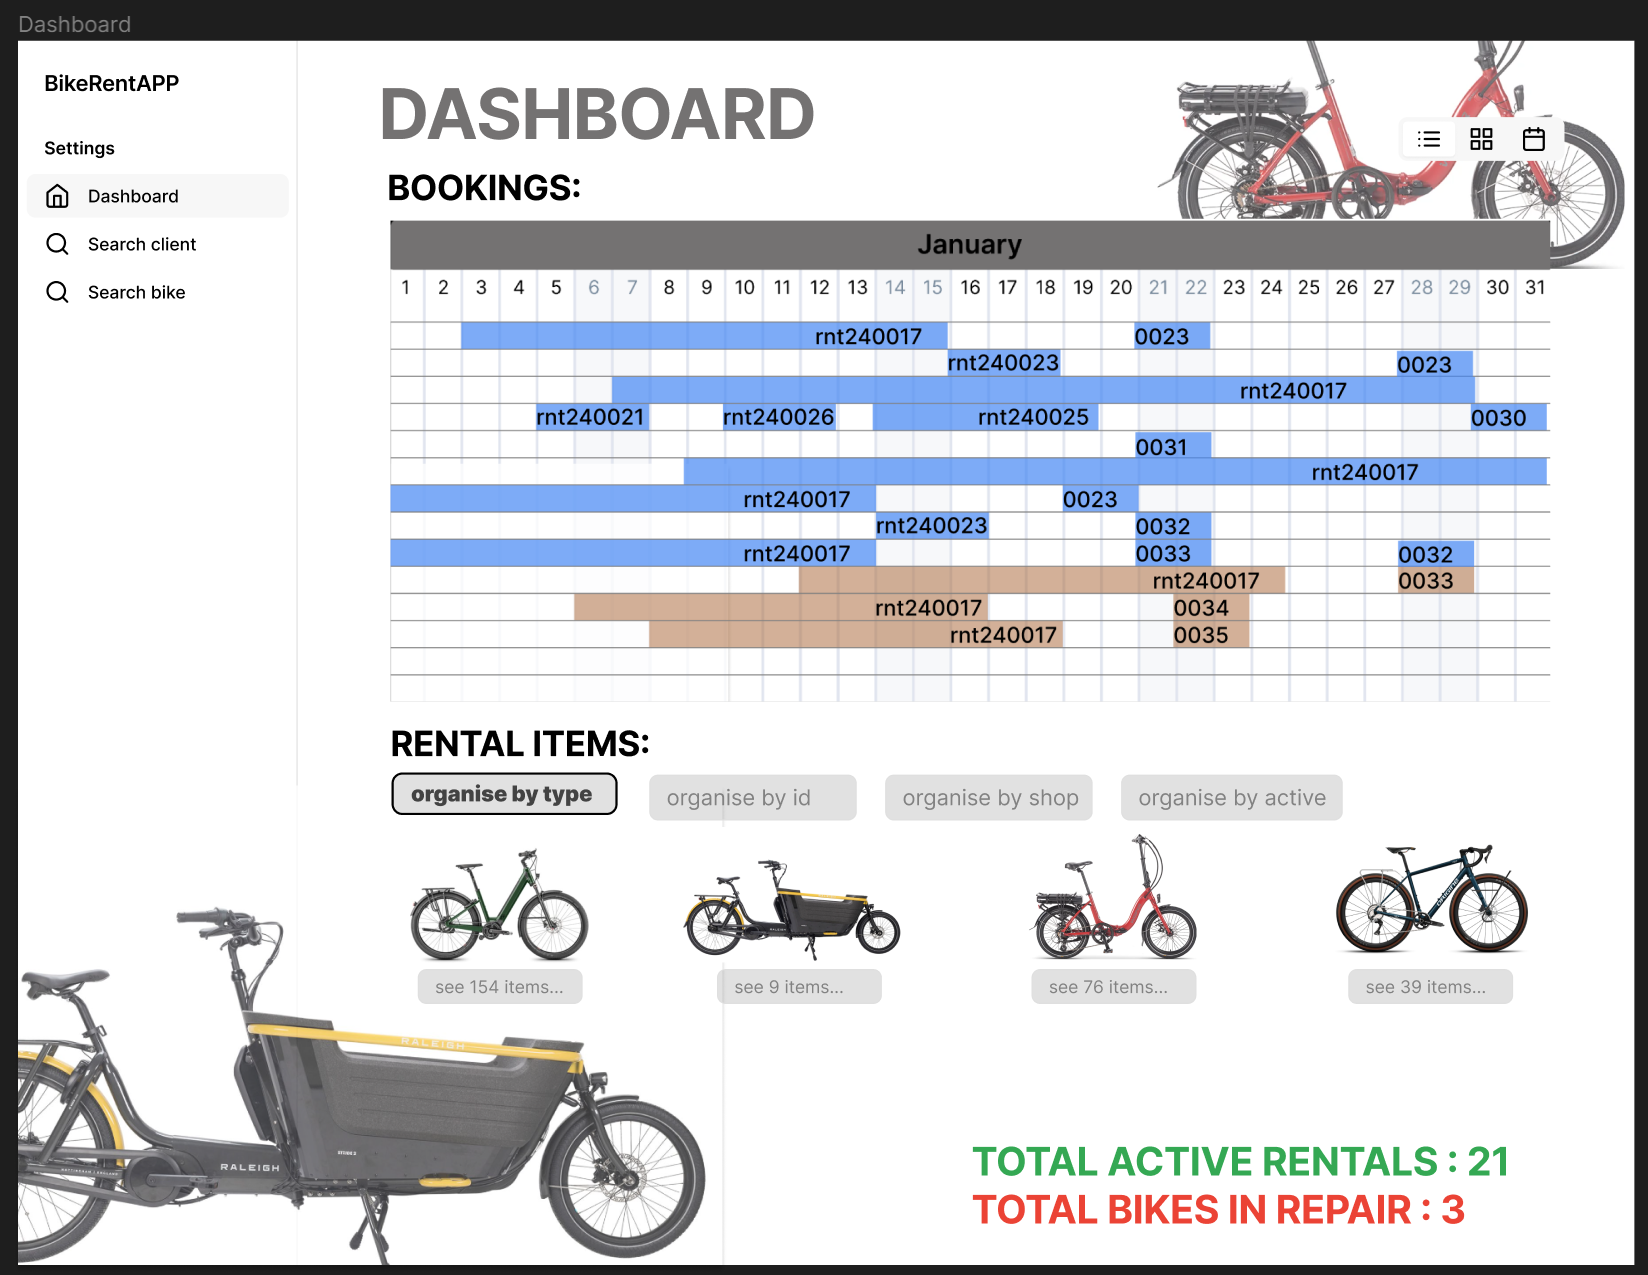 Dashboard
BikeRentAPP
Settings
Dashboard
Search client
Search bike
DASHBOARD
BOOKINGS:
January
1 2 3 4 5 6 7 8 9 10 11 12 13 14 15 16 17 18 19 20 21 22 23 24 25 26 27 28 29 30 31
rnt240017 0023
rnt240023 0023
rnt240017
rnt240021 rnt240026 rnt240025 0030
0031
rnt240017
rnt240017 0023
rnt240023 0032
rnt240017 0033 0032
rnt240017 0033
rnt240017 0034
rnt240017 0035
RENTAL ITEMS:
organise by type organise by id organise by shop organise by active
see 154 items... see 9 items... see 76 items... see 39 items...
RALEIGH
RALEIGH
TOTAL ACTIVE RENTALS : 21
TOTAL BIKES IN REPAIR : 3